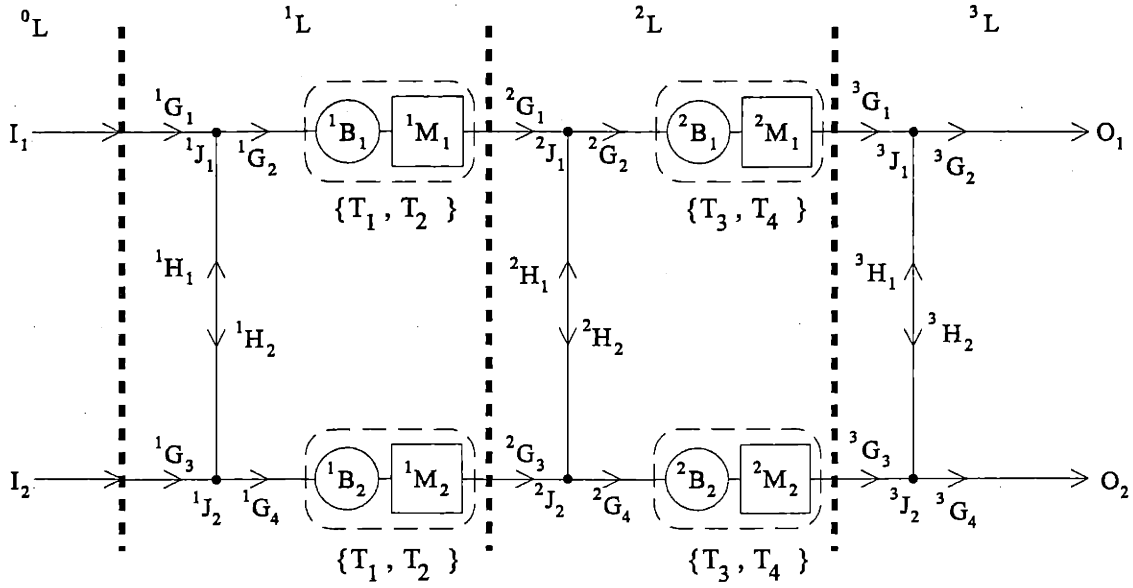 ⁰L ¹L ²L ³L
¹G₁ ²G₁ ³G₁
I₁ ¹B₁ ¹M₁ ²B₁ ²M₁ O₁
¹J₁ ¹G₂ ²J₁ ²G₂ ³J₁ ³G₂
{T₁ , T₂ } {T₃ , T₄ }
¹H₁ ²H₁ ³H₁
¹H₂ ²H₂ ³H₂
¹G₃ ²G₃ ³G₃
I₂ ¹B₂ ¹M₂ ²B₂ ²M₂ O₂
¹J₂ ¹G₄ ²J₂ ²G₄ ³J₂ ³G₄
{T₁ , T₂ } {T₃ , T₄ }